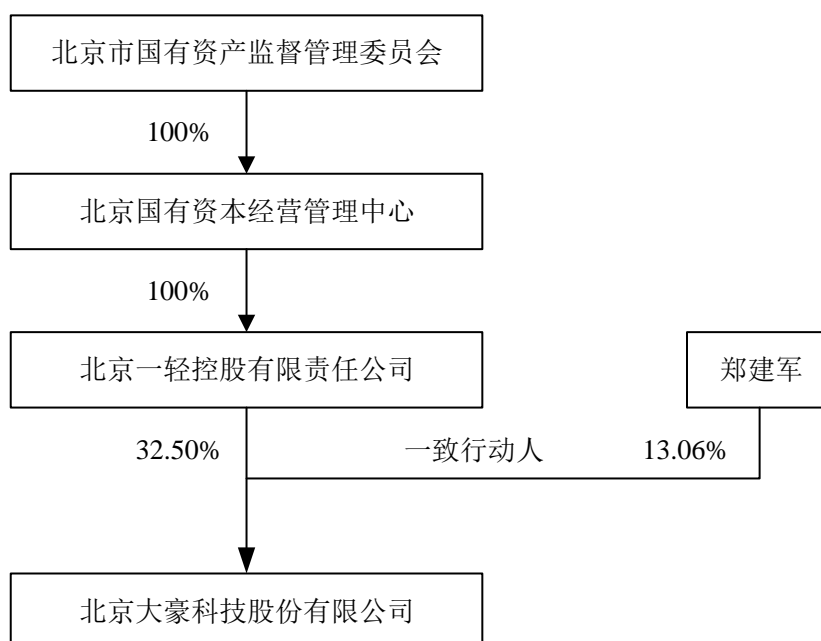 北京市国有资产监督管理委员会
100%
北京国有资本经营管理中心
100%
北京一轻控股有限责任公司
郑建军
32.50%
一致行动人
13.06%
北京大豪科技股份有限公司